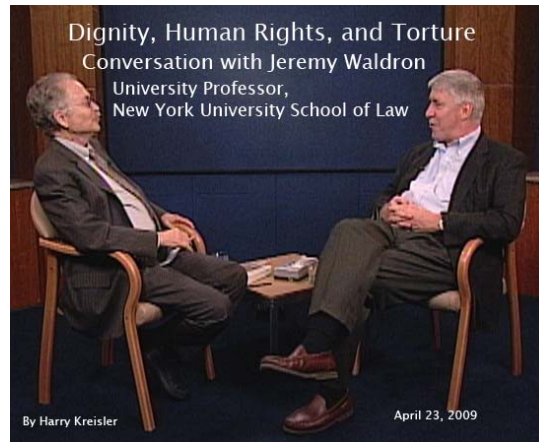 Dignity, Human Rights, and Torture
Conversation with Jeremy Waldron
University Professor,
New York University School of Law
By Harry Kreisler
April 23, 2009